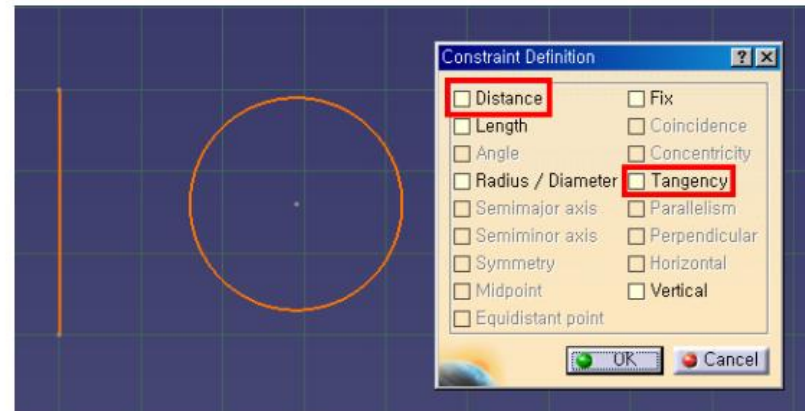 Constraint Definition
Distance
Fix
Length
Coincidence
Angle
Concentricity
Radius / Diameter
Tangency
Semimajor axis
Parallelism
Semiminor axis
Perpendicular
Symmetry
Horizontal
Midpoint
Vertical
Equidistant point
OK
Cancel